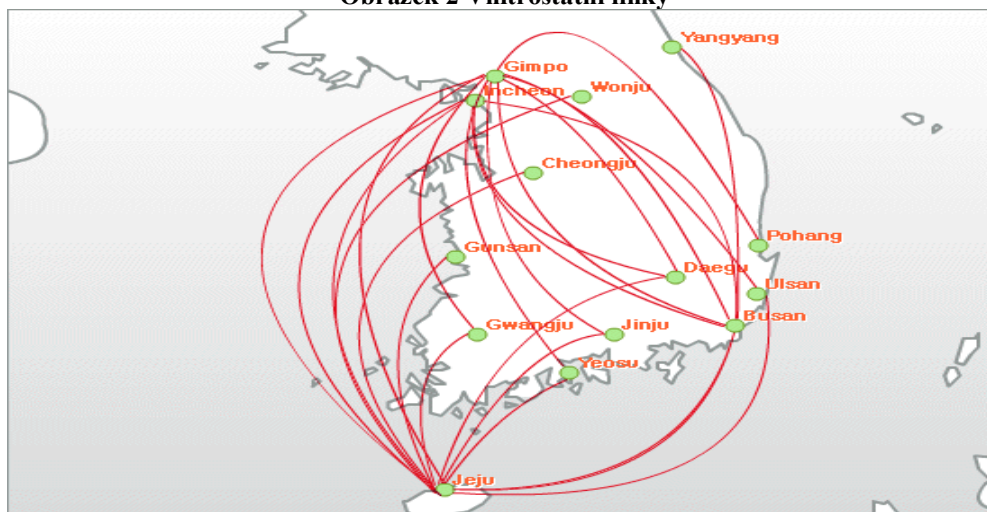 Obrázek 2 Vnitrostátní linky
Yangyang
Gimpo
Wonju
Incheon
Cheongju
Pohang
Gunsan
Daegu
Ulsan
Busan
Gwangju
Jinju
Yeosu
Jeju